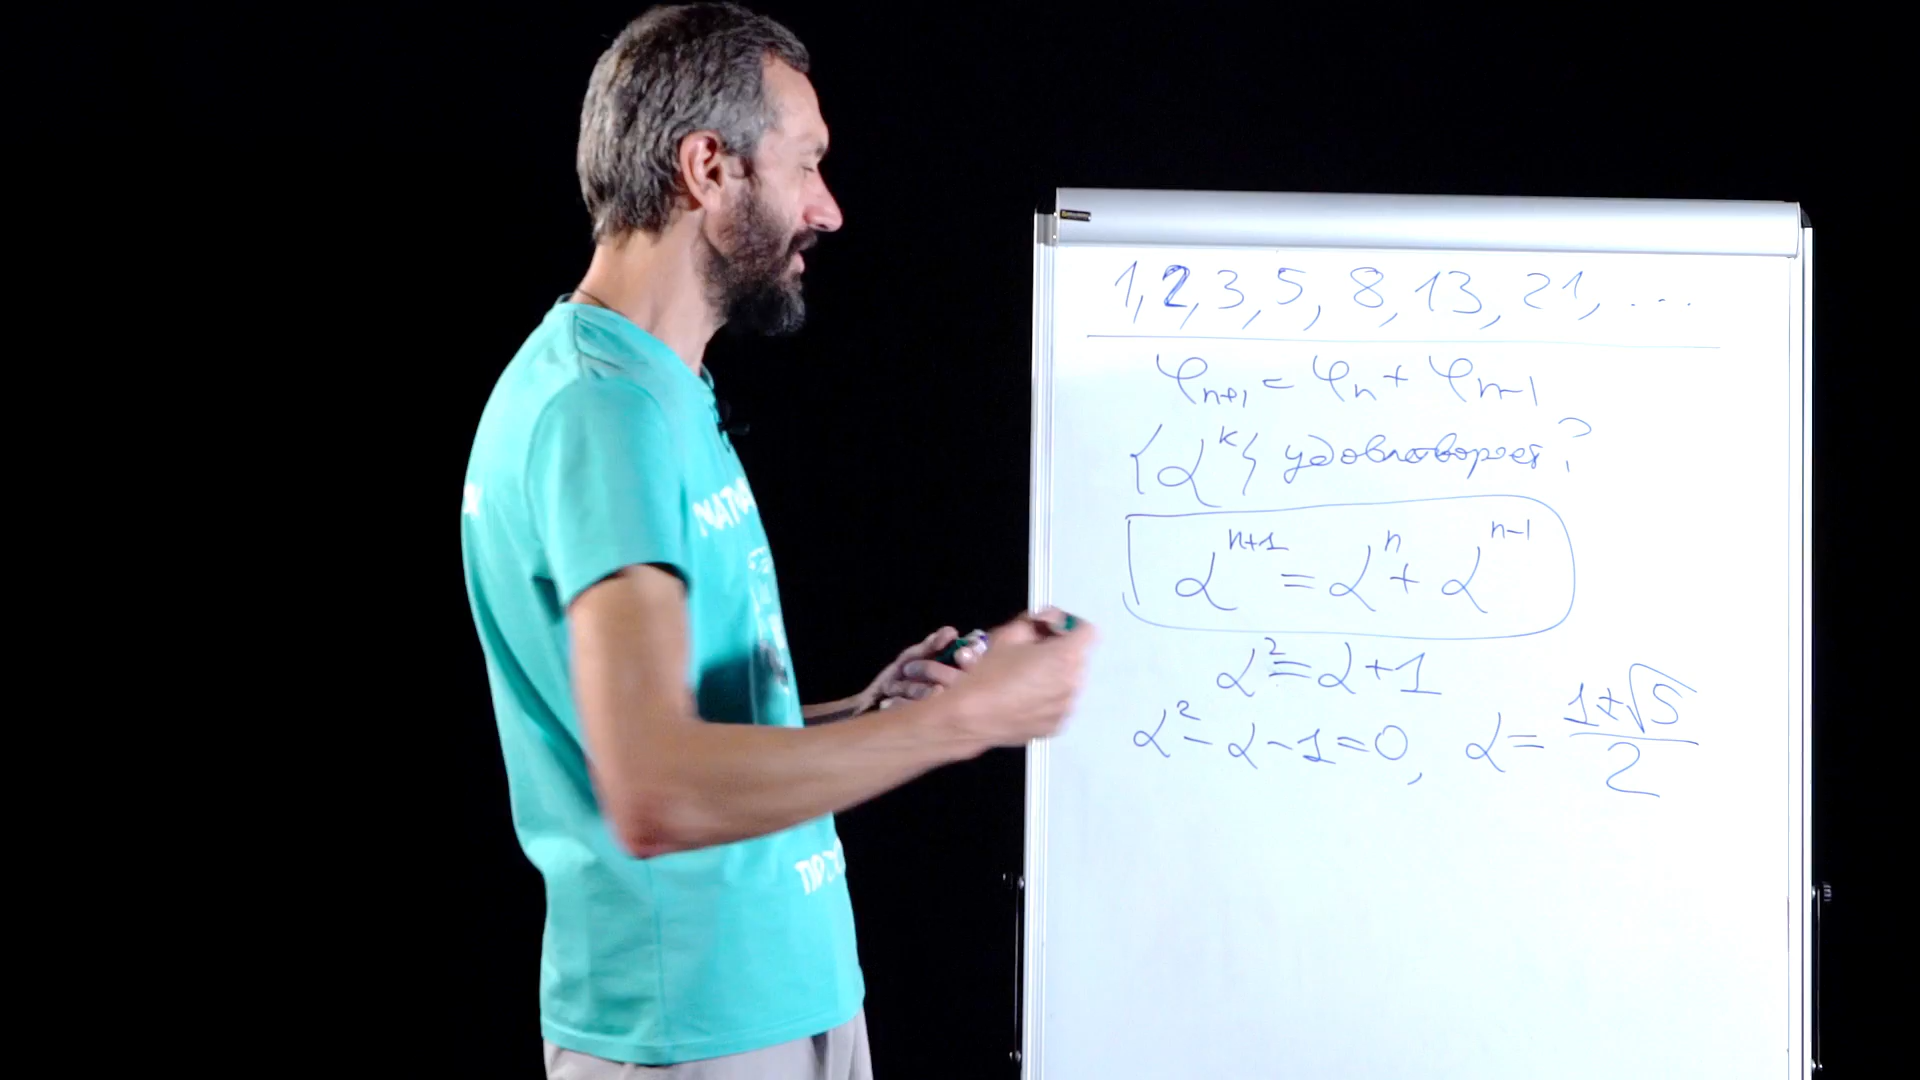 1, 2, 3, 5, 8, 13, 21, ...
φₙ₊₁ = φₙ + φₙ₋₁
{αᵏ} удовлетворяет?
αⁿ⁺¹ = αⁿ + αⁿ⁻¹
α² = α + 1
α² - α - 1 = 0, α = (1 ± √5) / 2